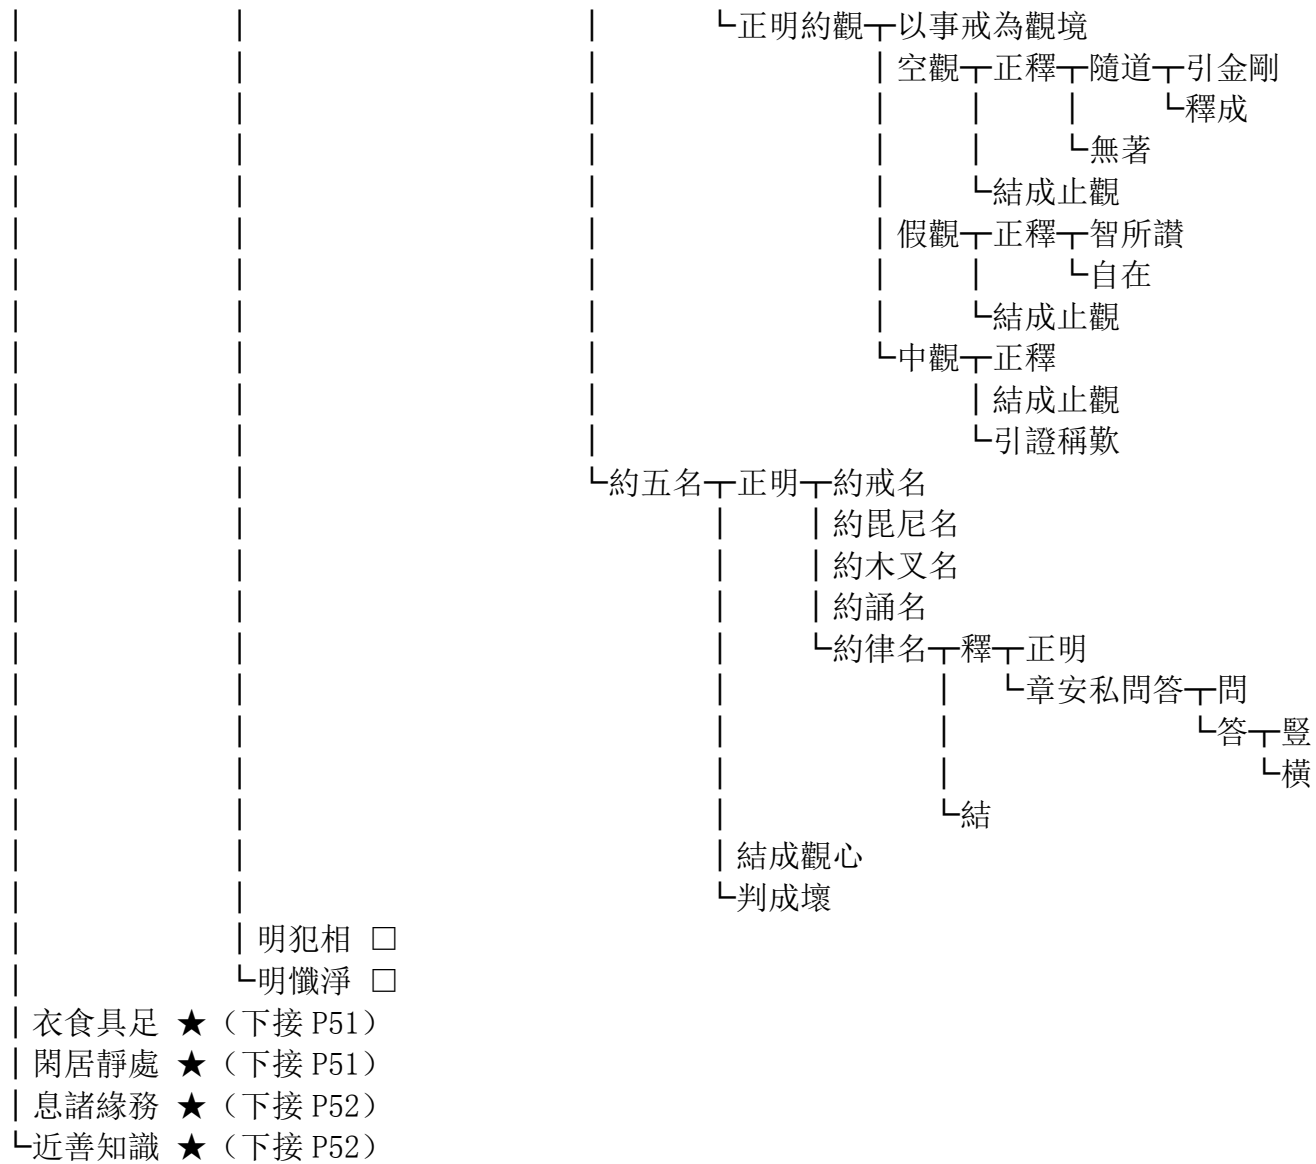 正明約觀 以事戒為觀境
空觀 正釋 隨道 引金剛
釋成
無著
結成止觀
假觀 正釋 智所讚
自在
結成止觀
中觀 正釋
結成止觀
引證稱歎
約五名 正明 約戒名
約毘尼名
約木叉名
約誦名
約律名 釋 正明
章安私問答 問
答 豎
橫
結
結成觀心
判成壞
明犯相 □
明懺淨 □
衣食具足 ★（下接 P51）
閑居靜處 ★（下接 P51）
息諸緣務 ★（下接 P52）
近善知識 ★（下接 P52）